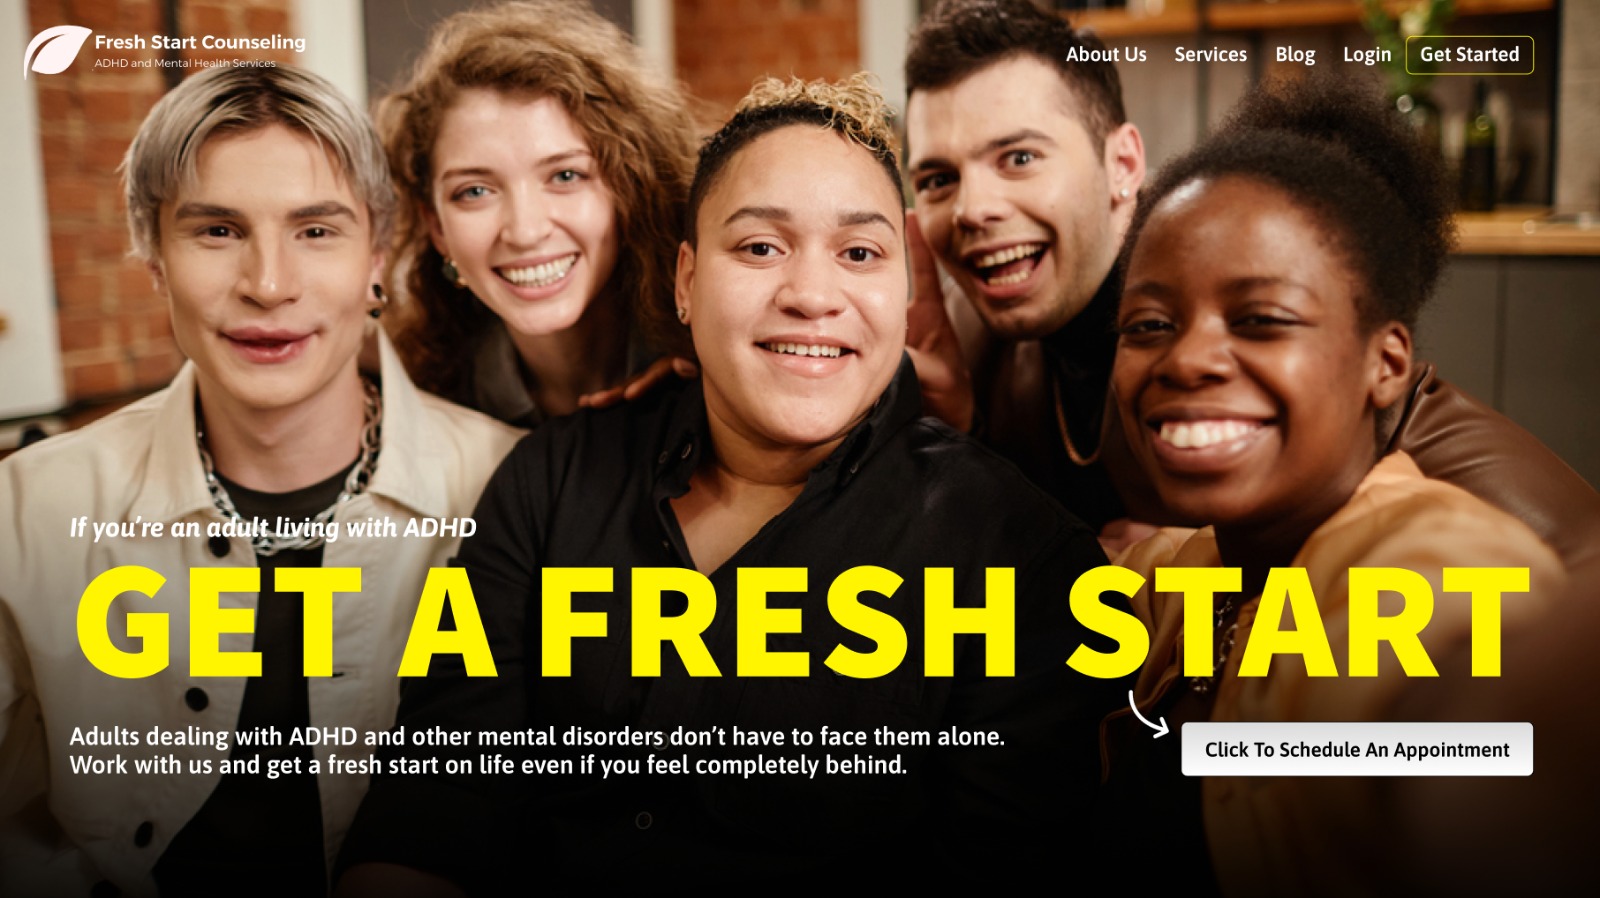 Fresh Start Counseling
ADHD and Mental Health Services
About Us Services Blog Login Get Started
If you're an adult living with ADHD
GET A FRESH START
Adults dealing with ADHD and other mental disorders don't have to face them alone.
Work with us and get a fresh start on life even if you feel completely behind.
Click To Schedule An Appointment